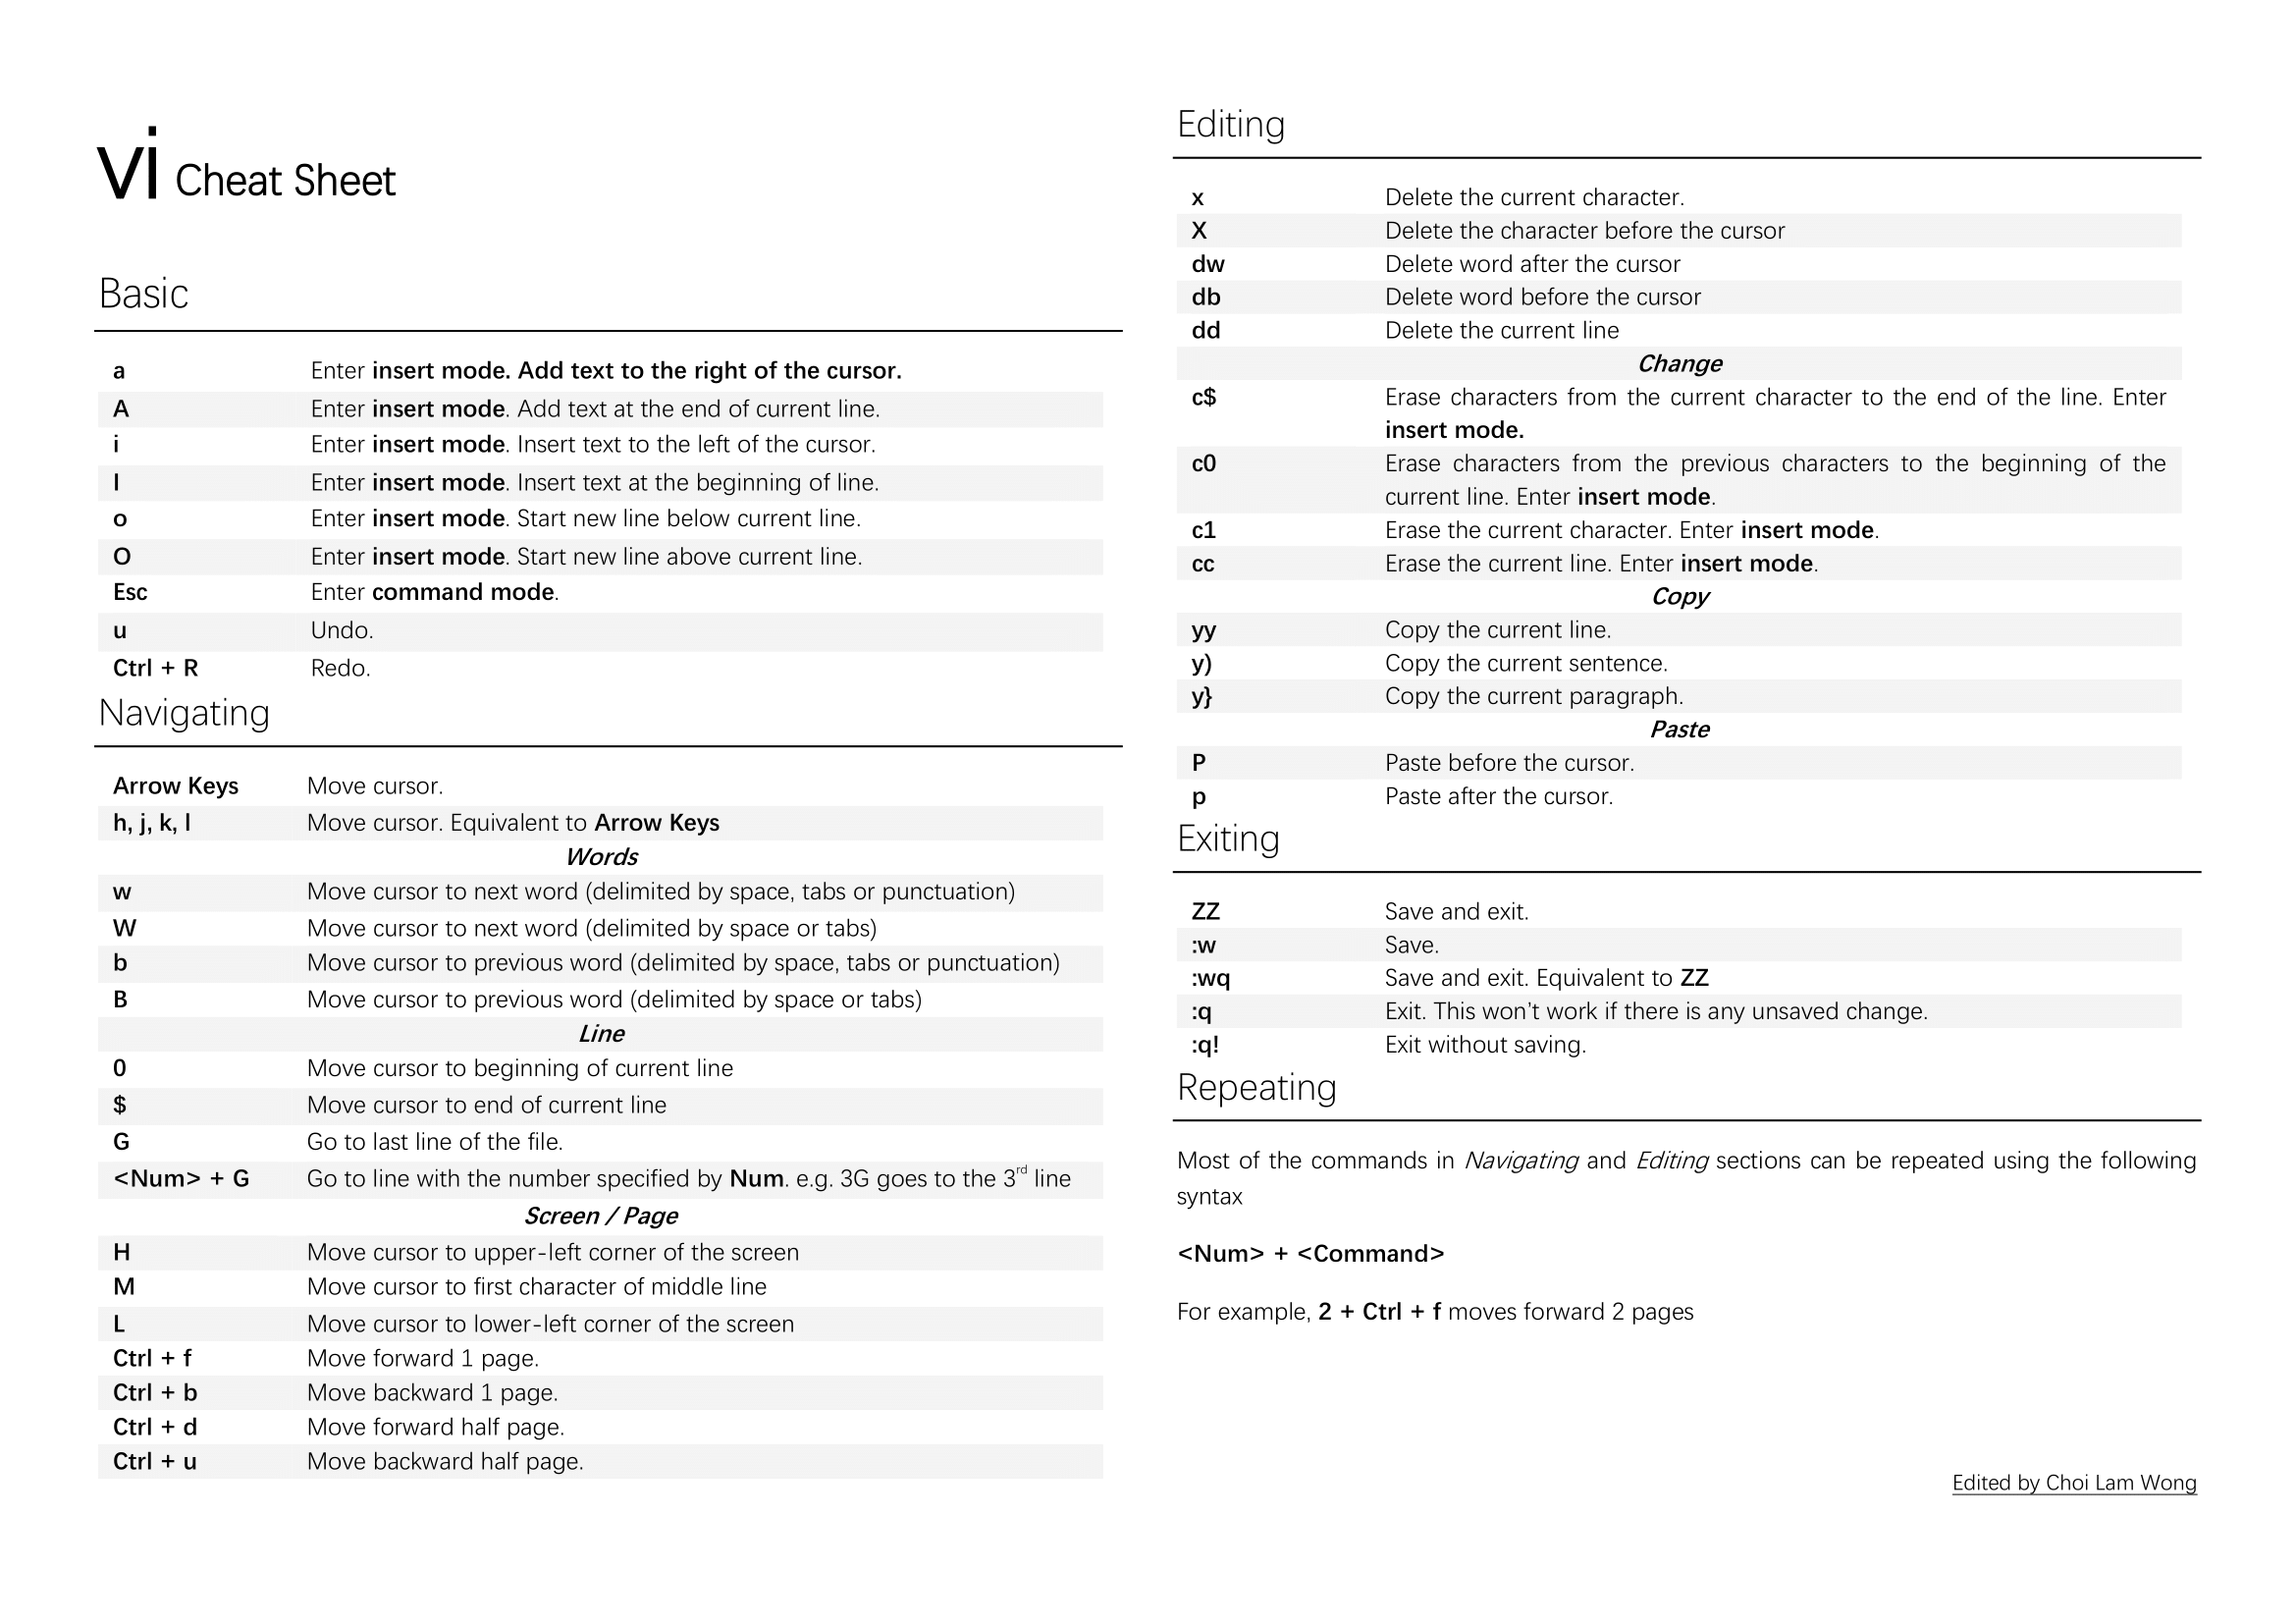 vi Cheat Sheet
Basic
a Enter insert mode. Add text to the right of the cursor.
A Enter insert mode. Add text at the end of current line.
i Enter insert mode. Insert text to the left of the cursor.
I Enter insert mode. Insert text at the beginning of line.
o Enter insert mode. Start new line below current line.
O Enter insert mode. Start new line above current line.
Esc Enter command mode.
u Undo.
Ctrl + R Redo.
Navigating
Arrow Keys Move cursor.
h, j, k, l Move cursor. Equivalent to Arrow Keys
Words
w Move cursor to next word (delimited by space, tabs or punctuation)
W Move cursor to next word (delimited by space or tabs)
b Move cursor to previous word (delimited by space, tabs or punctuation)
B Move cursor to previous word (delimited by space or tabs)
Line
0 Move cursor to beginning of current line
$ Move cursor to end of current line
G Go to last line of the file.
<Num> + G Go to line with the number specified by Num. e.g. 3G goes to the 3rd line
Screen / Page
H Move cursor to upper-left corner of the screen
M Move cursor to first character of middle line
L Move cursor to lower-left corner of the screen
Ctrl + f Move forward 1 page.
Ctrl + b Move backward 1 page.
Ctrl + d Move forward half page.
Ctrl + u Move backward half page.
Editing
x Delete the current character.
X Delete the character before the cursor
dw Delete word after the cursor
db Delete word before the cursor
dd Delete the current line
Change
c$ Erase characters from the current character to the end of the line. Enter
insert mode.
c0 Erase characters from the previous characters to the beginning of the
current line. Enter insert mode.
c1 Erase the current character. Enter insert mode.
cc Erase the current line. Enter insert mode.
Copy
yy Copy the current line.
y) Copy the current sentence.
y} Copy the current paragraph.
Paste
P Paste before the cursor.
p Paste after the cursor.
Exiting
ZZ Save and exit.
:w Save.
:wq Save and exit. Equivalent to ZZ
:q Exit. This won’t work if there is any unsaved change.
:q! Exit without saving.
Repeating
Most of the commands in Navigating and Editing sections can be repeated using the following
syntax
<Num> + <Command>
For example, 2 + Ctrl + f moves forward 2 pages
Edited by Choi Lam Wong